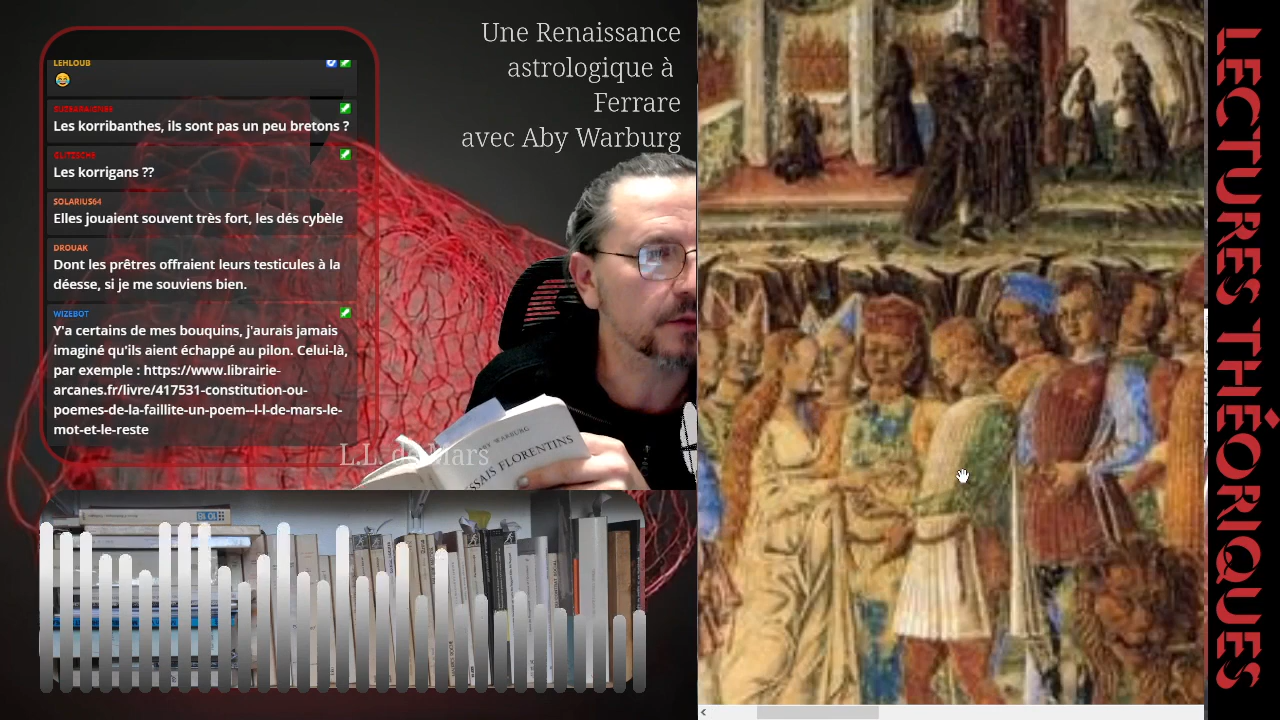 Une Renaissance
astrologique à
Ferrare
avec Aby Warburg
LEHLOUB
Les korribanthes, ils sont pas un peu bretons ?
GLITZSCHE
Les korrigans ??
SOLARIUS64
Elles jouaient souvent très fort, les dés cybèle
DROUAK
Dont les prêtres offraient leurs testicules à la
déesse, si je me souviens bien.
WIZEBOT
Y'a certains de mes bouquins, j'aurais jamais
imaginé qu'ils aient échappé au pilon. Celui-là,
par exemple : https://www.librairie-
arcanes.fr/livre/417531-constitution-ou-
poemes-de-la-faillite-un-poem--l-l-de-mars-le-
mot-et-le-reste
L.L. de Mars
ABY WARBURG
ESSAIS FLORENTINS
LECTURES THÉORIQUES